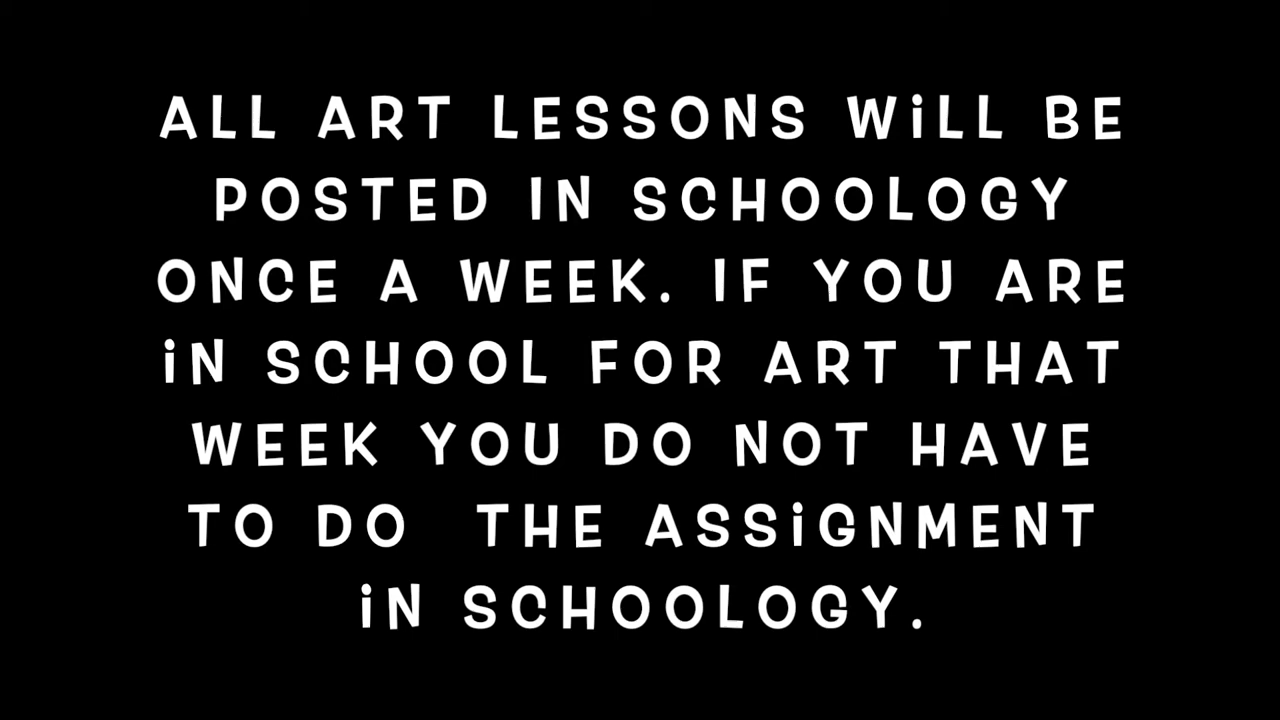 ALL ART LESSONS WiLL BE
POSTED IN SCHOOLOGY
ONCE A WEEK. IF YOU ARE
iN SCHOOL FOR ART THAT
WEEK YOU DO NOT HAVE
TO DO  THE ASSiGNMENT
iN SCHOOLOGY.